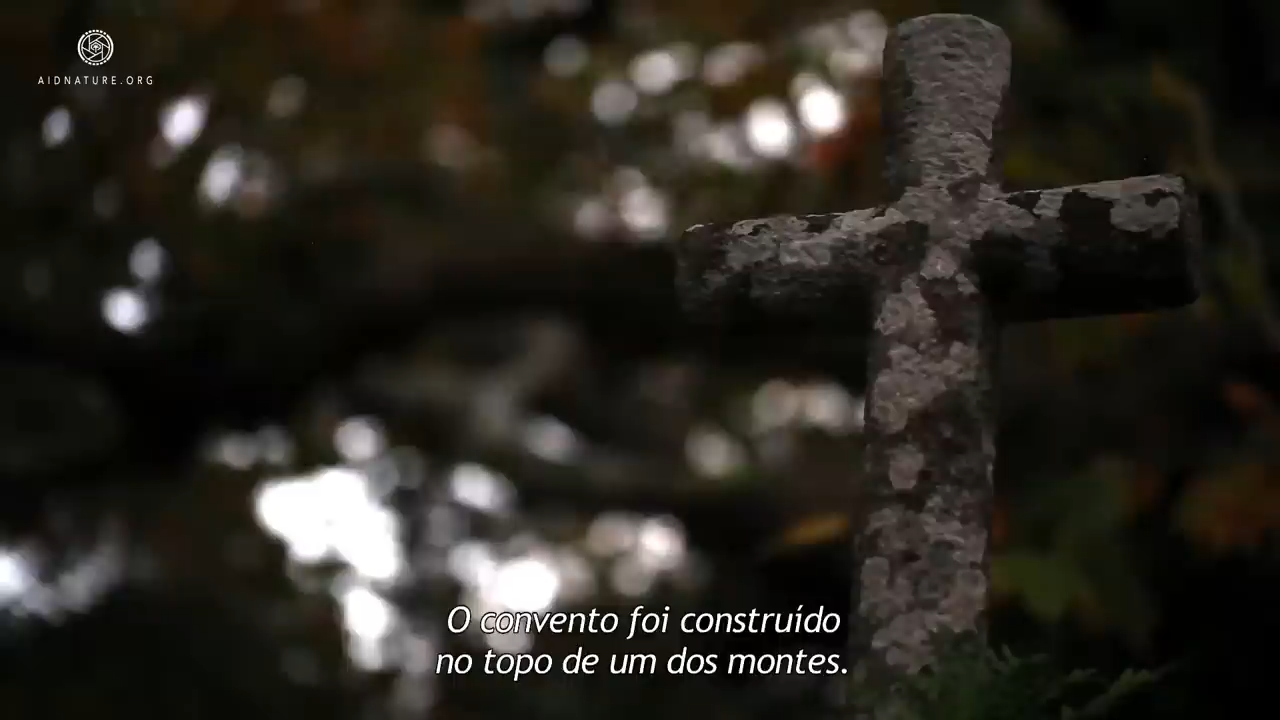 AIDNATURE.ORG
O convento foi construído
no topo de um dos montes.